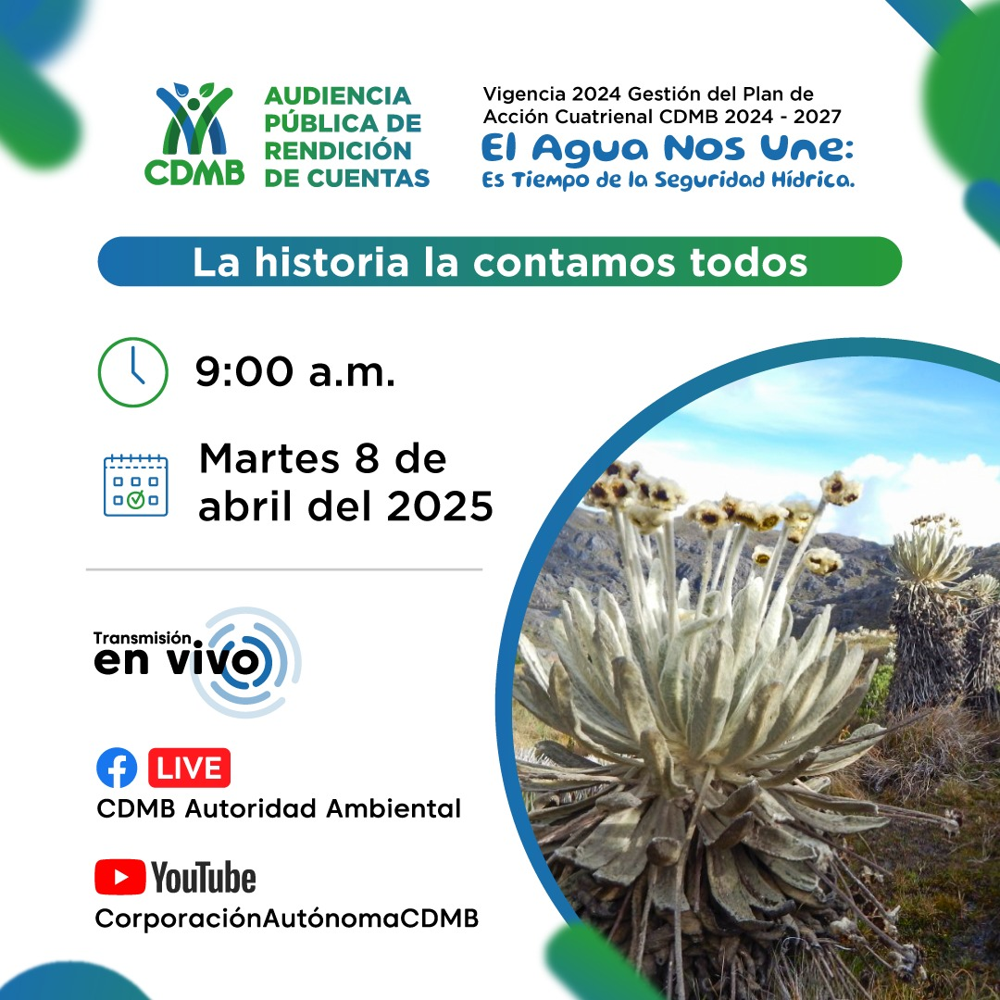 CDMB
AUDIENCIA
PÚBLICA DE
RENDICIÓN
DE CUENTAS
Vigencia 2024 Gestión del Plan de
Acción Cuatrienal CDMB 2024 - 2027
El Agua Nos Une:
Es Tiempo de la Seguridad Hídrica.
La historia la contamos todos
9:00 a.m.
Martes 8 de
abril del 2025
Transmisión
en vivo
LIVE
CDMB Autoridad Ambiental
YouTube
CorporaciónAutónomaCDMB